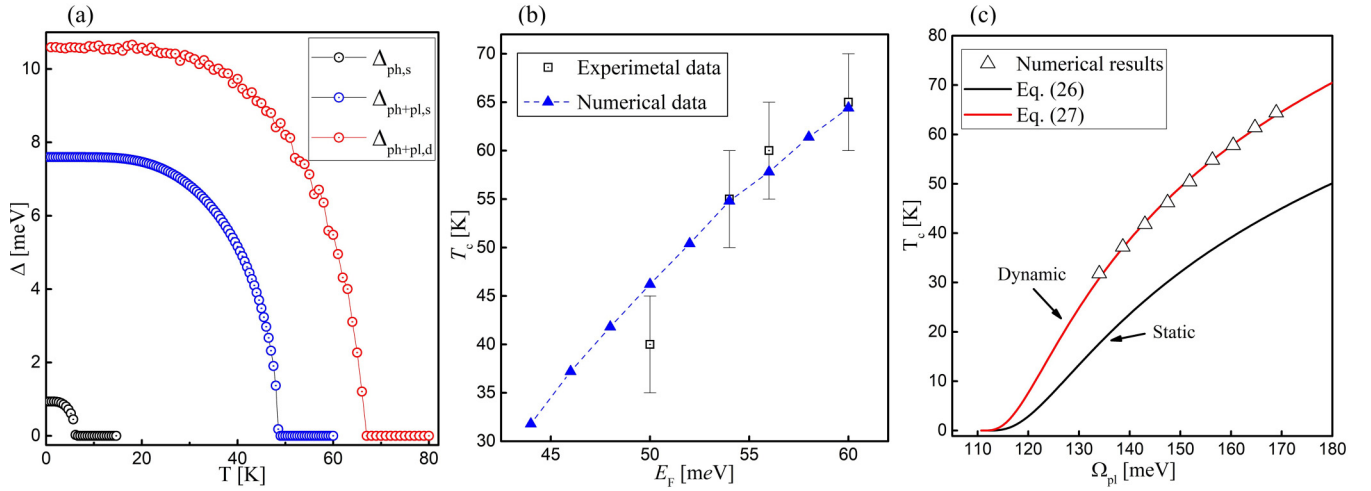 (a)
Δ [meV]
10
8
6
4
2
0
0 20 40 60 80
T [K]
Δph,s
Δph+pl,s
Δph+pl,d
(b)
Tc [K]
70
65
60
55
50
45
40
35
30
45 50 55 60
EF [meV]
Experimetal data
Numerical data
(c)
Tc [K]
80
70
60
50
40
30
20
10
0
110 120 130 140 150 160 170 180
Ωpl [meV]
Numerical results
Eq. (26)
Eq. (27)
Dynamic
Static